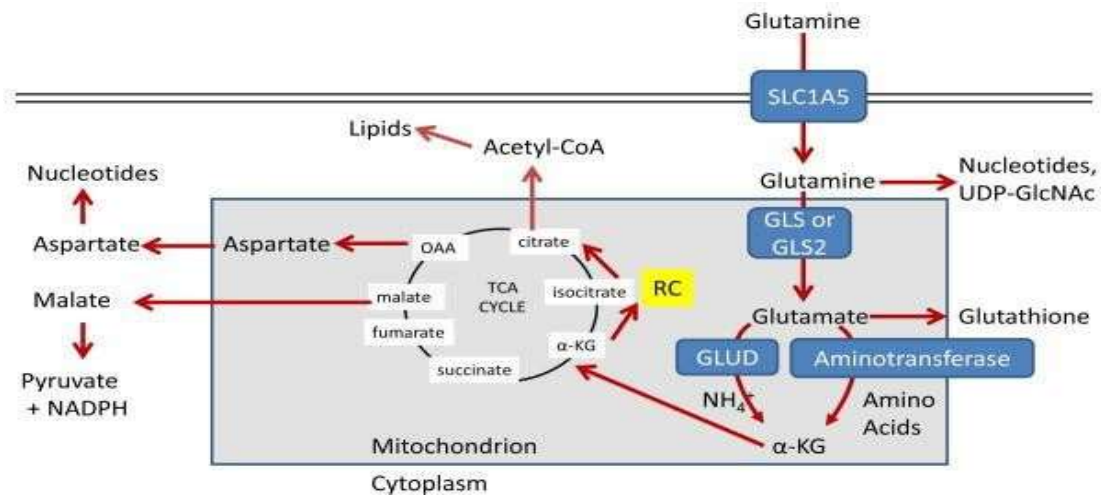 Glutamine
SLC1A5
Lipids
Acetyl-CoA
Nucleotides
Glutamine
Nucleotides,
UDP-GlcNAc
GLS or
GLS2
Aspartate
Aspartate
OAA
citrate
TCA
CYCLE
isocitrate
RC
Malate
malate
fumarate
α-KG
succinate
Glutamate
Glutathione
GLUD
Aminotransferase
Pyruvate
+ NADPH
NH₄⁺
Amino
Acids
α-KG
Mitochondrion
Cytoplasm